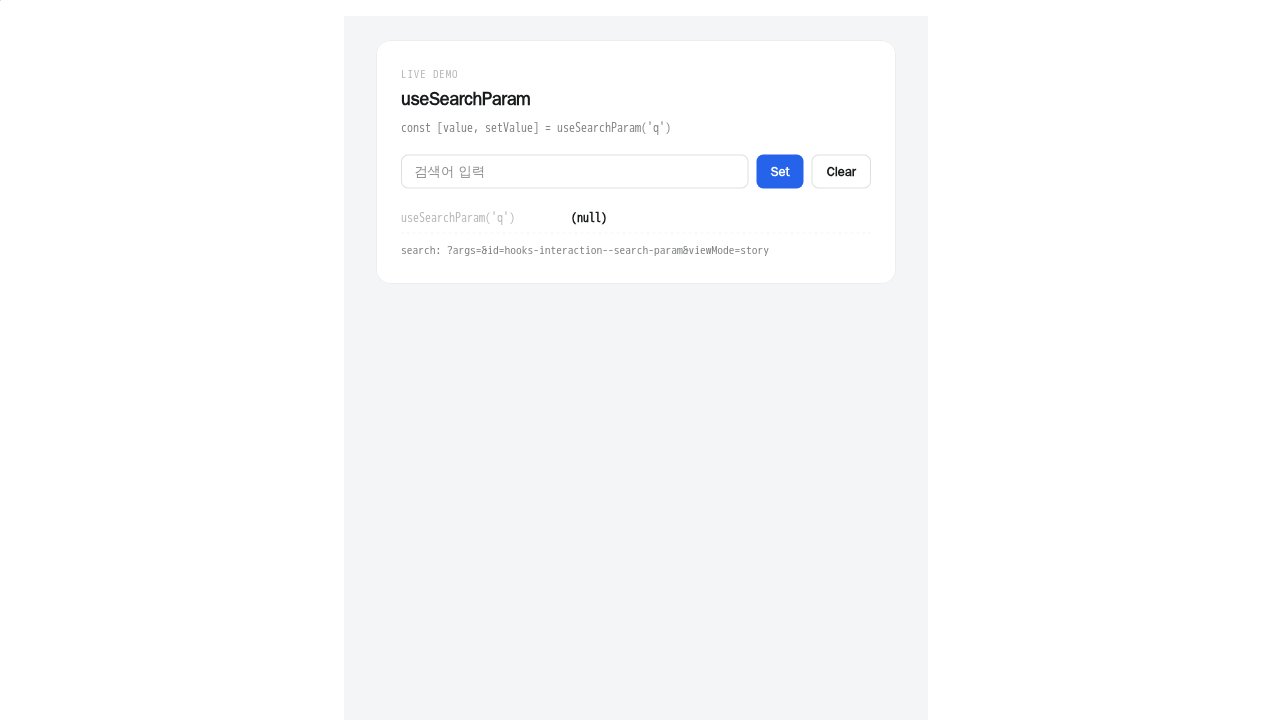 LIVE DEMO
useSearchParam
const [value, setValue] = useSearchParam('q')
검색어 입력
Set
Clear
useSearchParam('q')
(null)
search: ?args=&id=hooks-interaction--search-param&viewMode=story